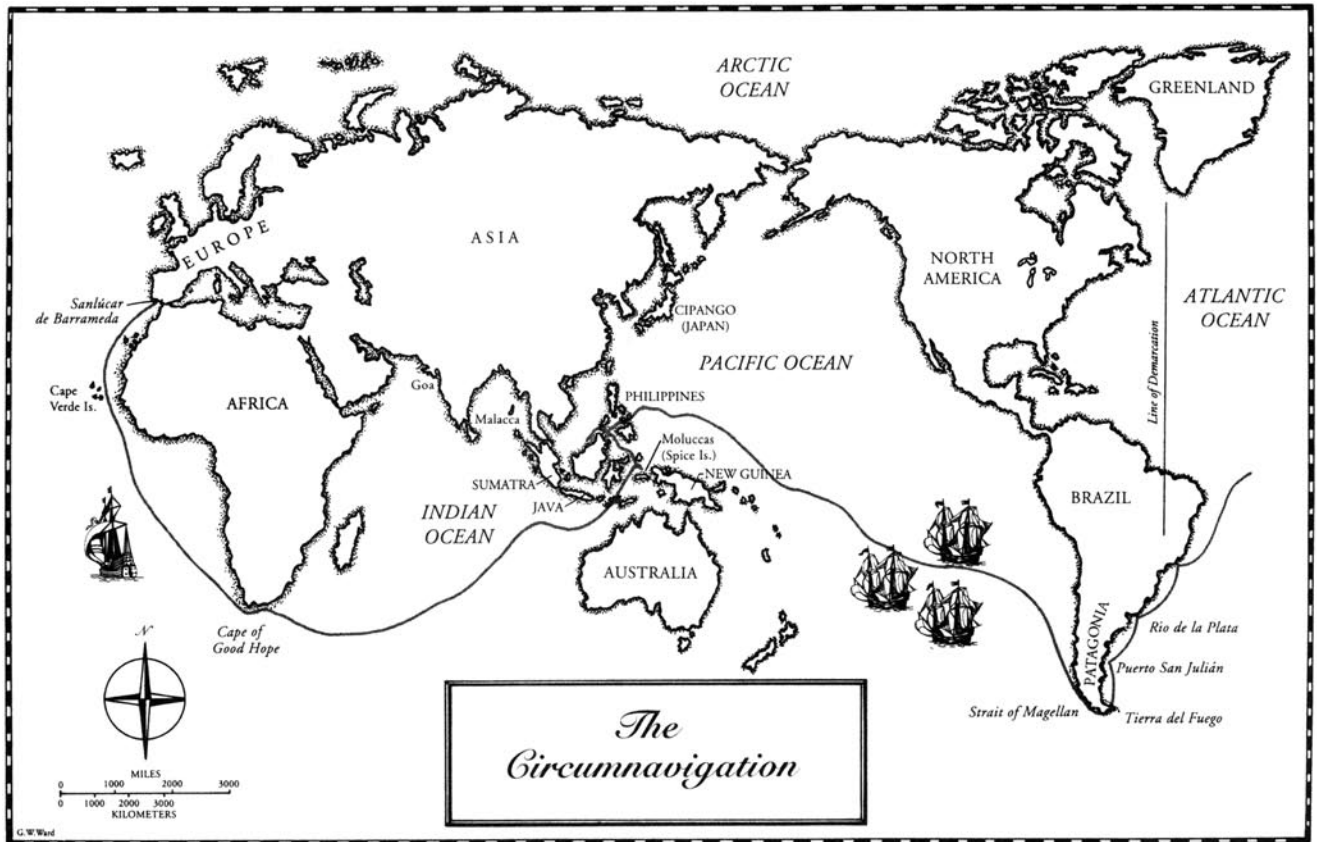 ARCTIC
OCEAN
GREENLAND
EUROPE
ASIA
NORTH
AMERICA
Sanlúcar
de Barrameda
CIPANGO
(JAPAN)
ATLANTIC
OCEAN
PACIFIC OCEAN
Line of Demarcation
Cape
Verde Is.
AFRICA
Goa
PHILIPPINES
Malacca
Moluccas
(Spice Is.)
SUMATRA
NEW GUINEA
JAVA
BRAZIL
INDIAN
OCEAN
AUSTRALIA
Cape of
Good Hope
PATAGONIA
Rio de la Plata
Puerto San Julián
Strait of Magellan
Tierra del Fuego
N
The
Circumnavigation
MILES
0 1000 2000 3000
0 1000 2000 3000
KILOMETERS
G.W.Ward